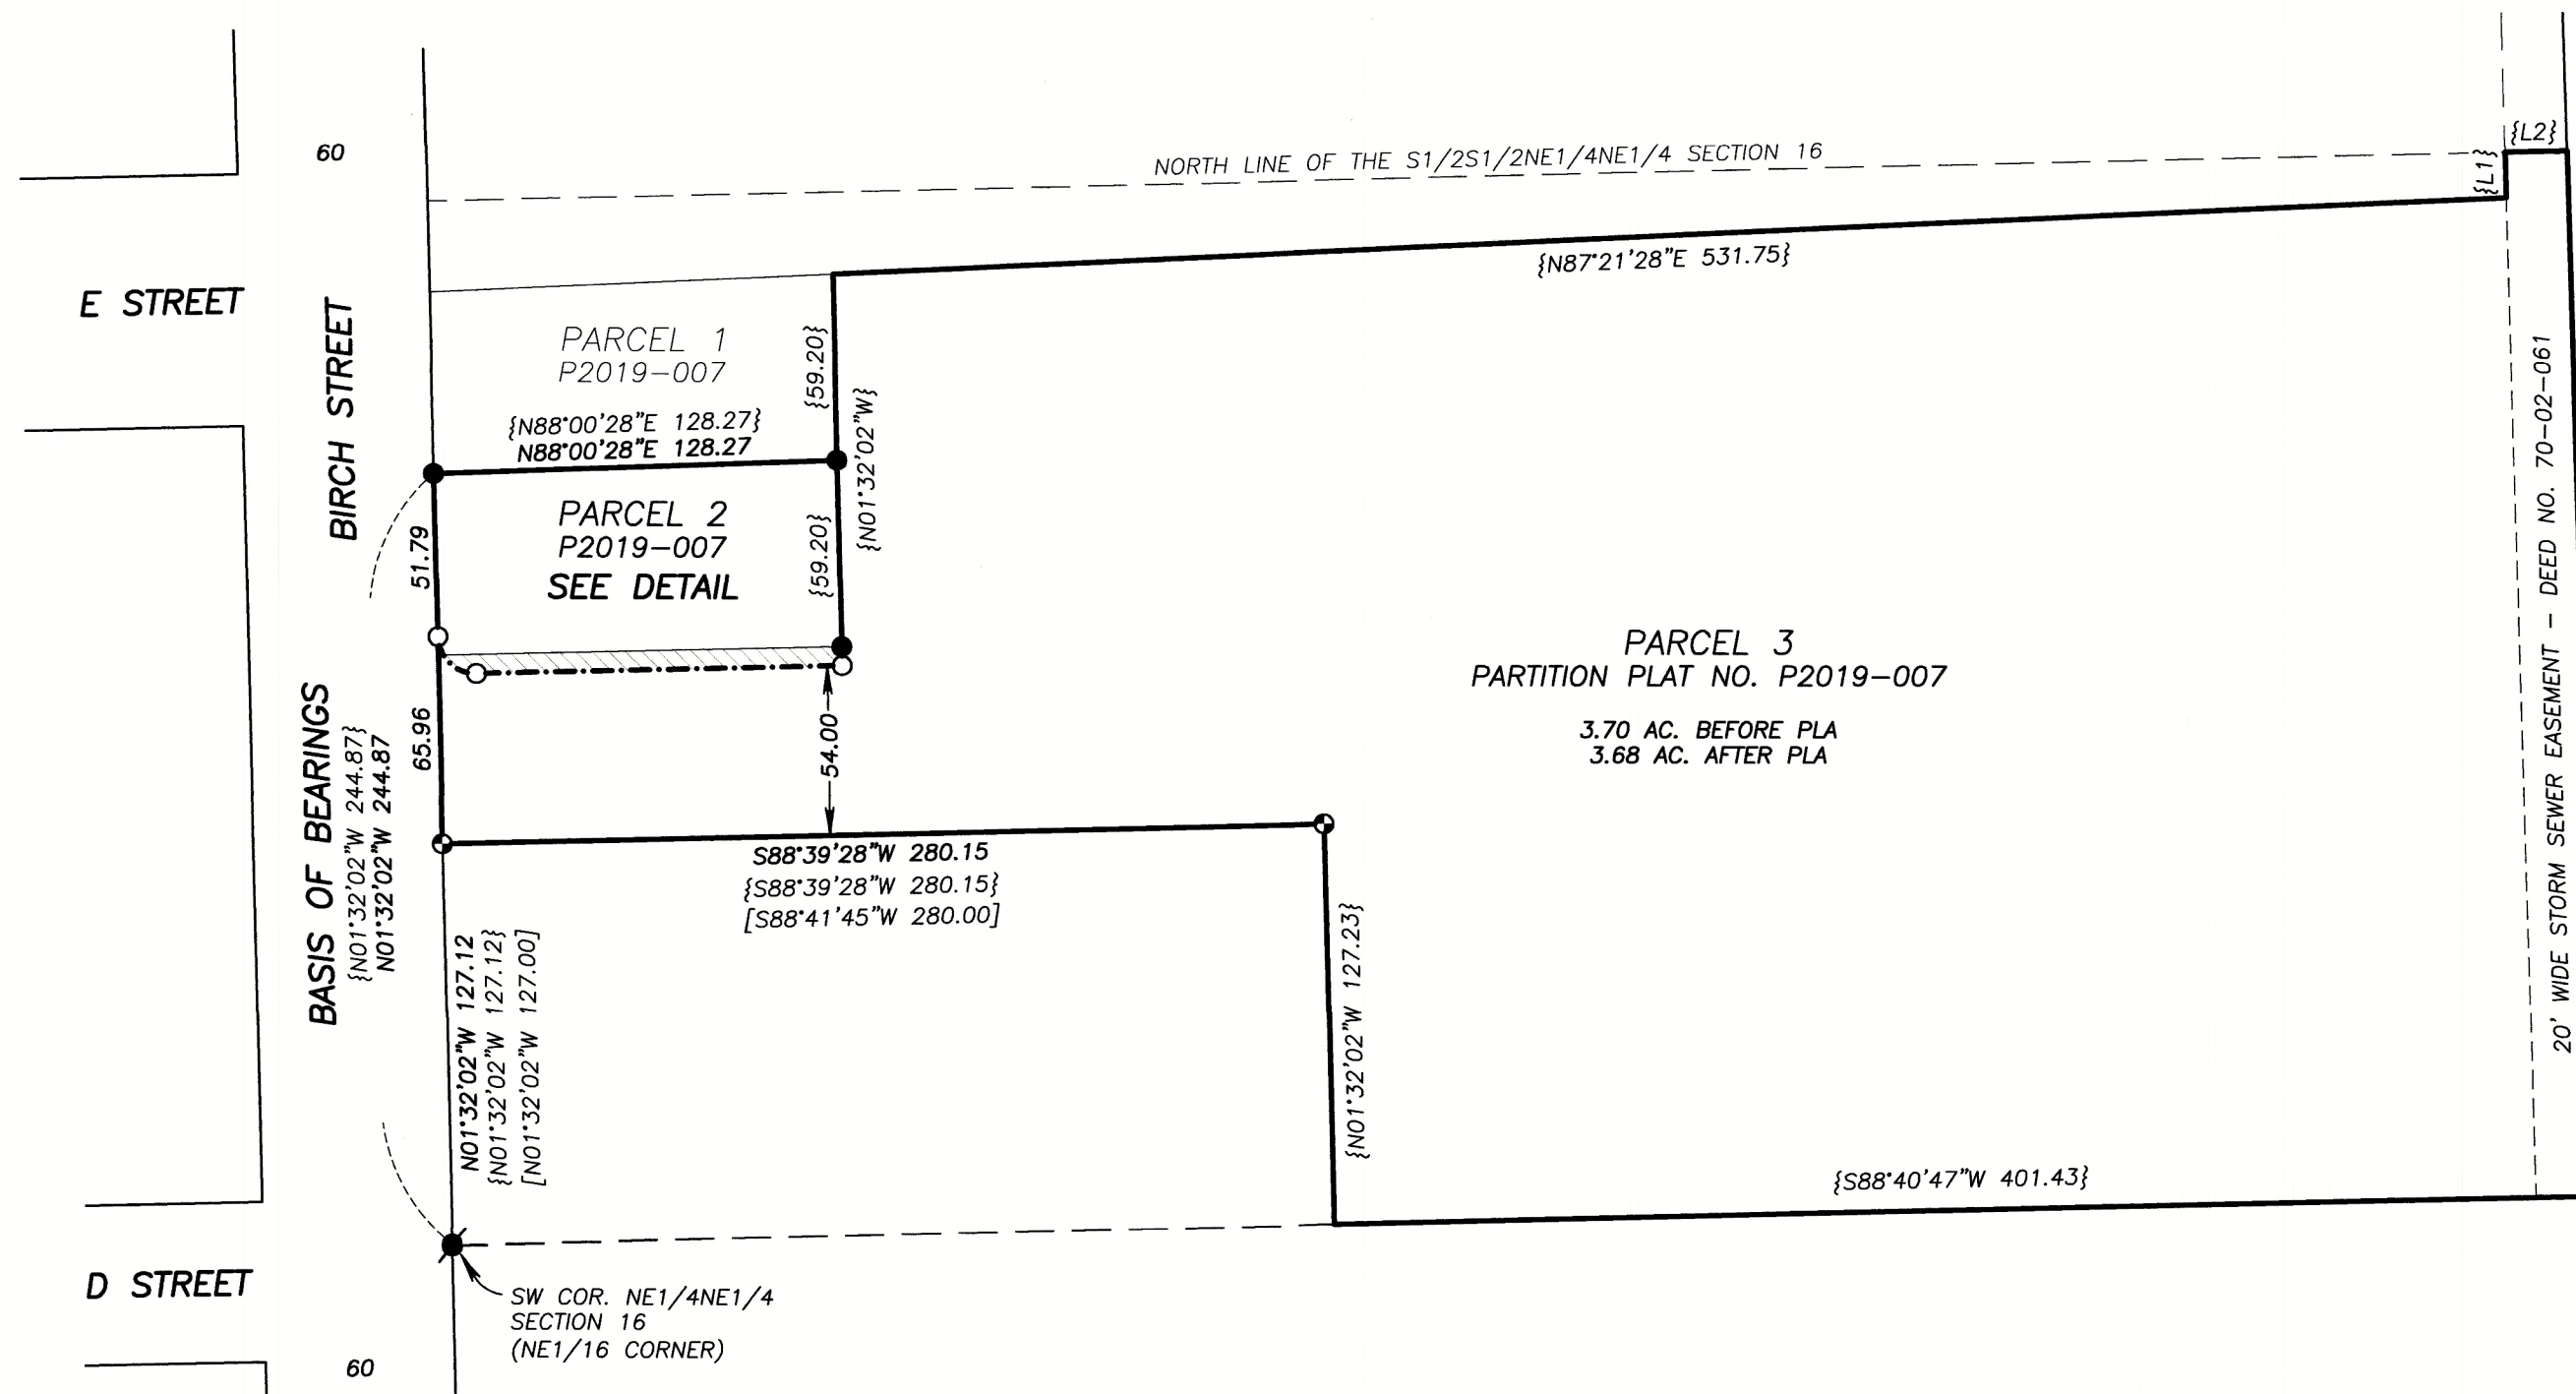 60
NORTH LINE OF THE S1/2S1/2NE1/4NE1/4 SECTION 16
{L2}
{L1}
{N87°21'28"E 531.75}
E STREET
BIRCH STREET
PARCEL 1
P2019-007
{59.20}
{N01°32'02"W}
{N88°00'28"E 128.27}
N88°00'28"E 128.27
PARCEL 2
P2019-007
SEE DETAIL
51.79
{59.20}
20' WIDE STORM SEWER EASEMENT - DEED NO. 70-02-061
PARCEL 3
PARTITION PLAT NO. P2019-007
3.70 AC. BEFORE PLA
3.68 AC. AFTER PLA
65.96
54.00
BASIS OF BEARINGS
{N01°32'02"W 244.87}
N01°32'02"W 244.87
S88°39'28"W 280.15
{S88°39'28"W 280.15}
[S88°41'45"W 280.00]
N01°32'02"W 127.12
{N01°32'02"W 127.12}
[N01°32'02"W 127.00]
{N01°32'02"W 127.23}
{S88°40'47"W 401.43}
D STREET
SW COR. NE1/4NE1/4
SECTION 16
(NE1/16 CORNER)
60